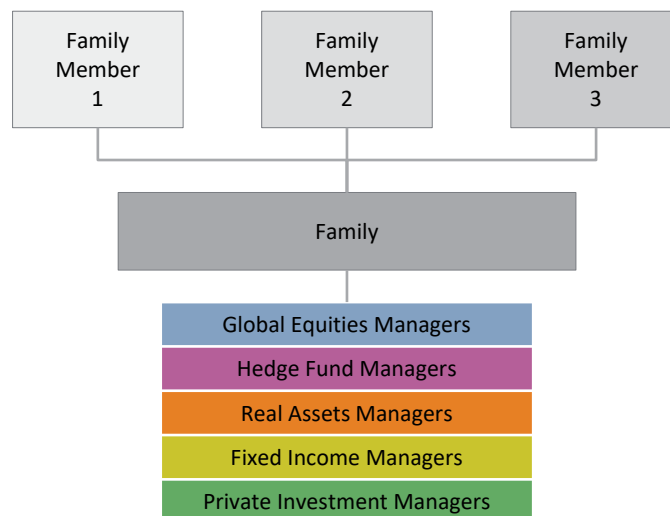 Family
Member
1
Family
Member
2
Family
Member
3
Family
Global Equities Managers
Hedge Fund Managers
Real Assets Managers
Fixed Income Managers
Private Investment Managers